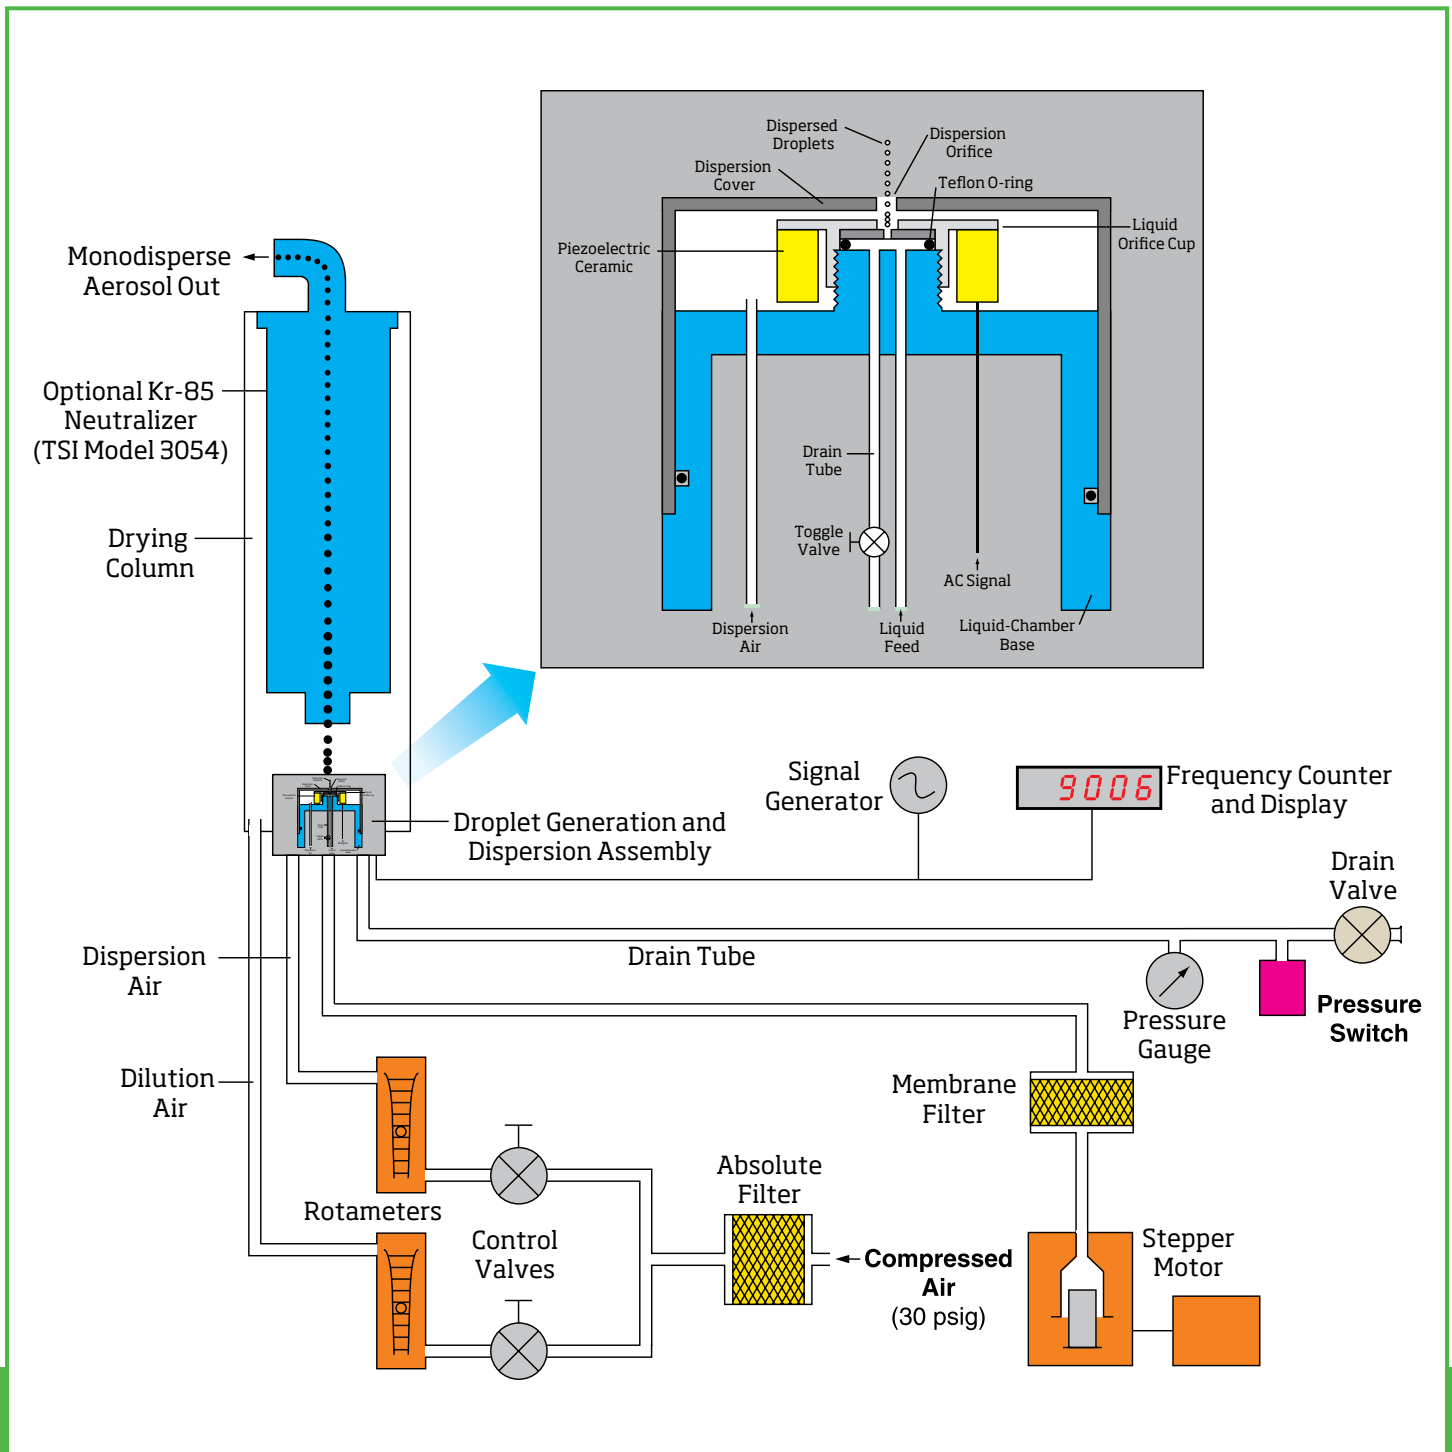 Dispersed
Droplets
Dispersion
Orifice
Dispersion
Cover
Teflon O-ring
Liquid
Orifice Cup
Piezoelectric
Ceramic
Drain
Tube
Toggle
Valve
AC Signal
Dispersion
Air
Liquid
Feed
Liquid-Chamber
Base
Monodisperse
Aerosol Out
Optional Kr-85
Neutralizer
(TSI Model 3054)
Drying
Column
Signal
Generator
9006
Frequency Counter
and Display
Droplet Generation and
Dispersion Assembly
Drain
Valve
Dispersion
Air
Drain Tube
Pressure
Gauge
Pressure
Switch
Dilution
Air
Membrane
Filter
Absolute
Filter
Rotameters
Control
Valves
Compressed
Air
(30 psig)
Stepper
Motor